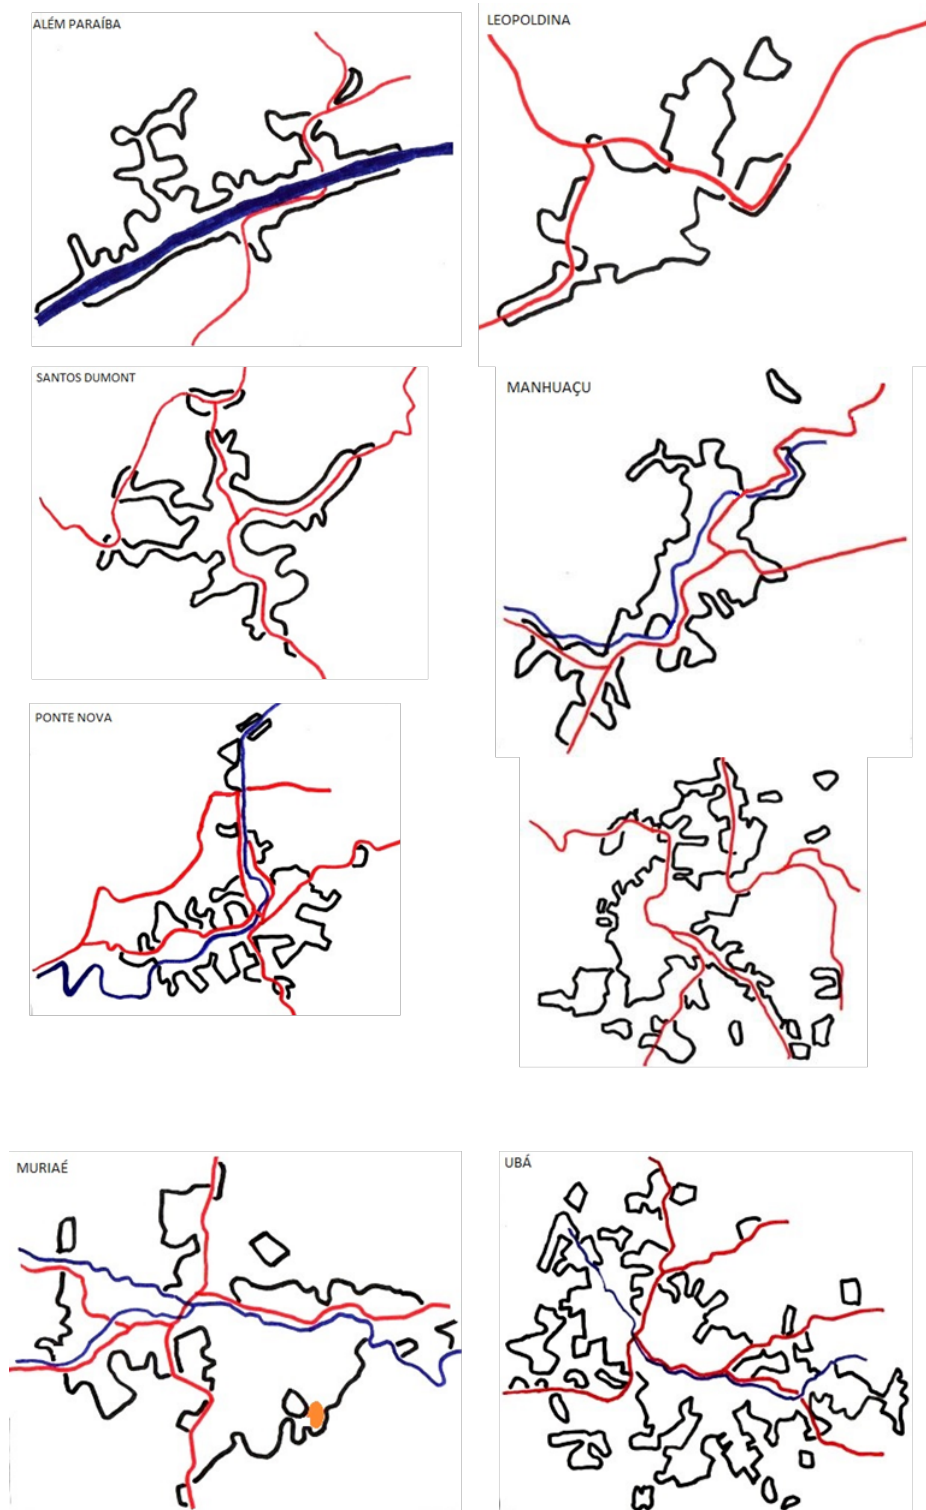 ALÉM PARAÍBA
LEOPOLDINA
SANTOS DUMONT
MANHUAÇU
PONTE NOVA
MURIAÉ
UBÁ